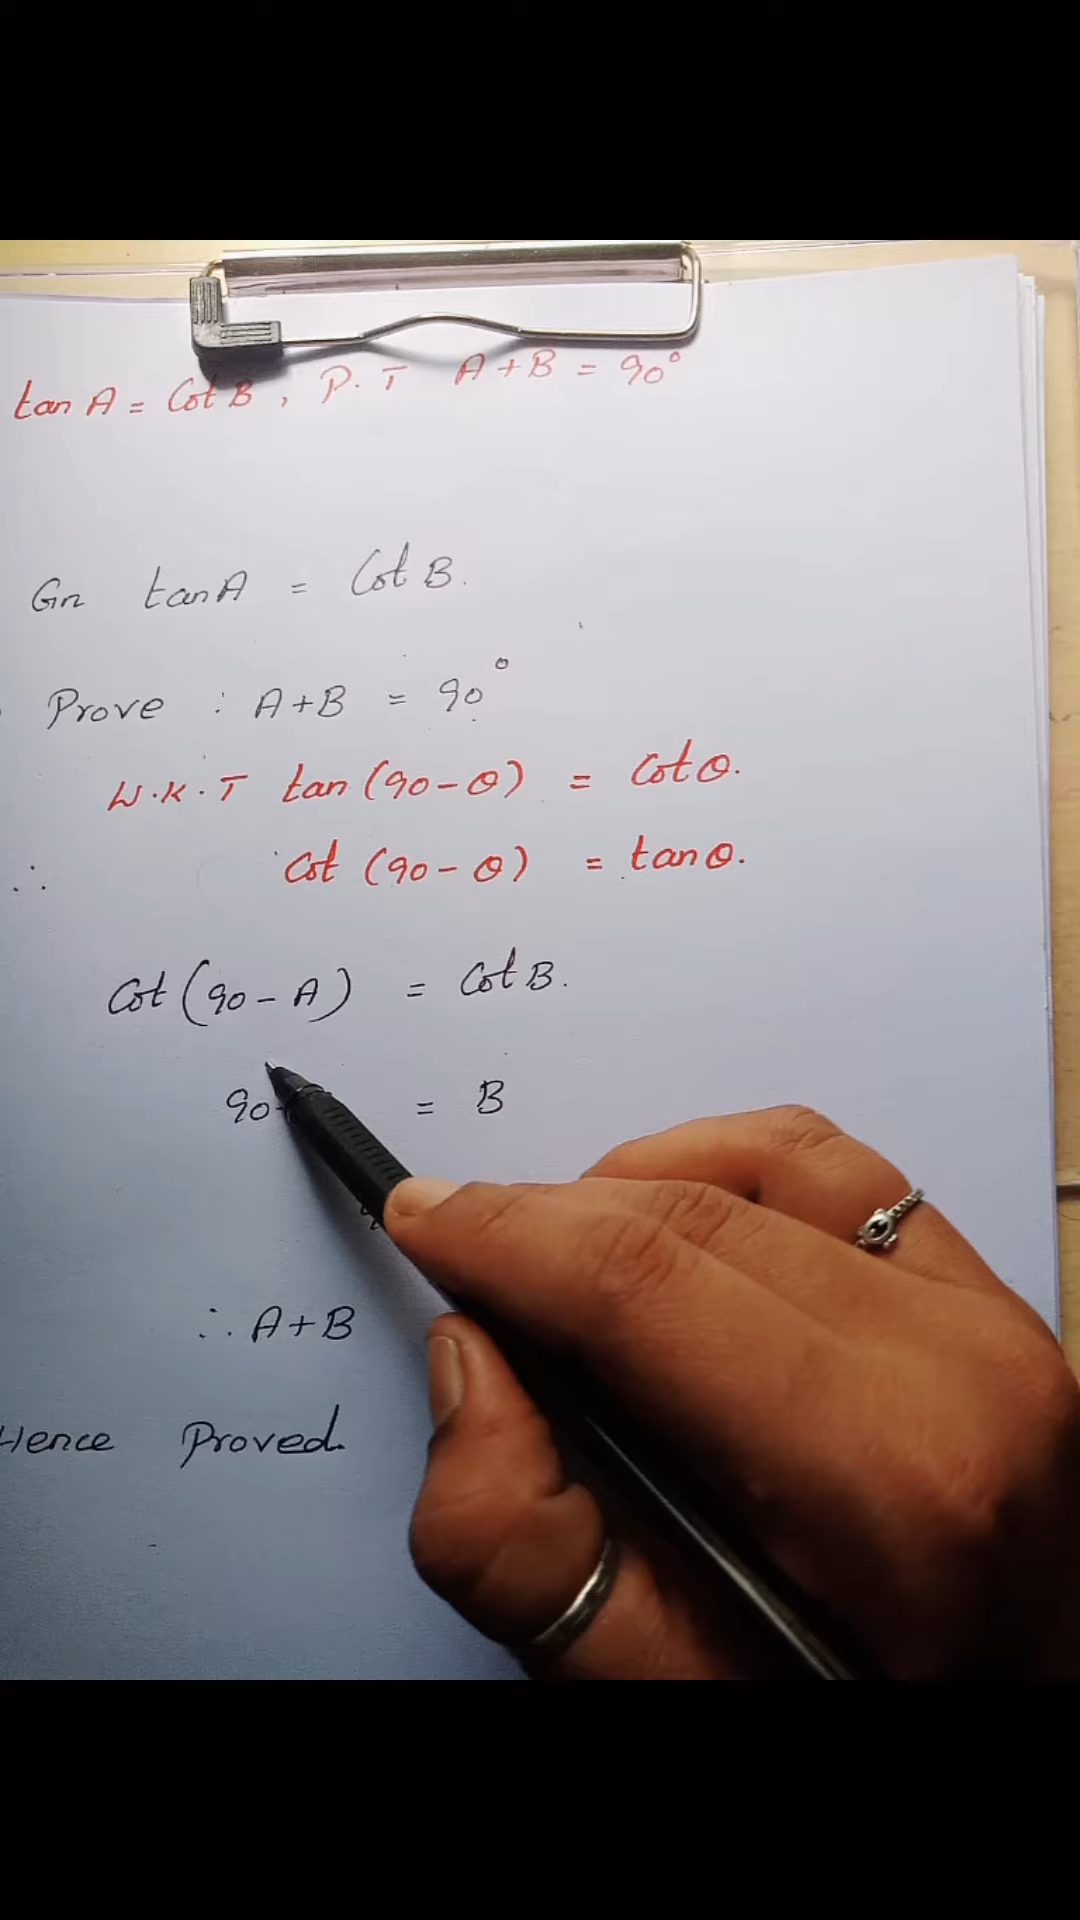 tan A = Cot B, P.T A+B = 90°
Gn tan A = Cot B.
Prove : A+B = 90°
W.K.T tan (90-θ) = Cot θ.
∴ Cot (90-θ) = tan θ.
Cot (90-A) = Cot B.
90- = B
∴ A+B
Hence Proved.